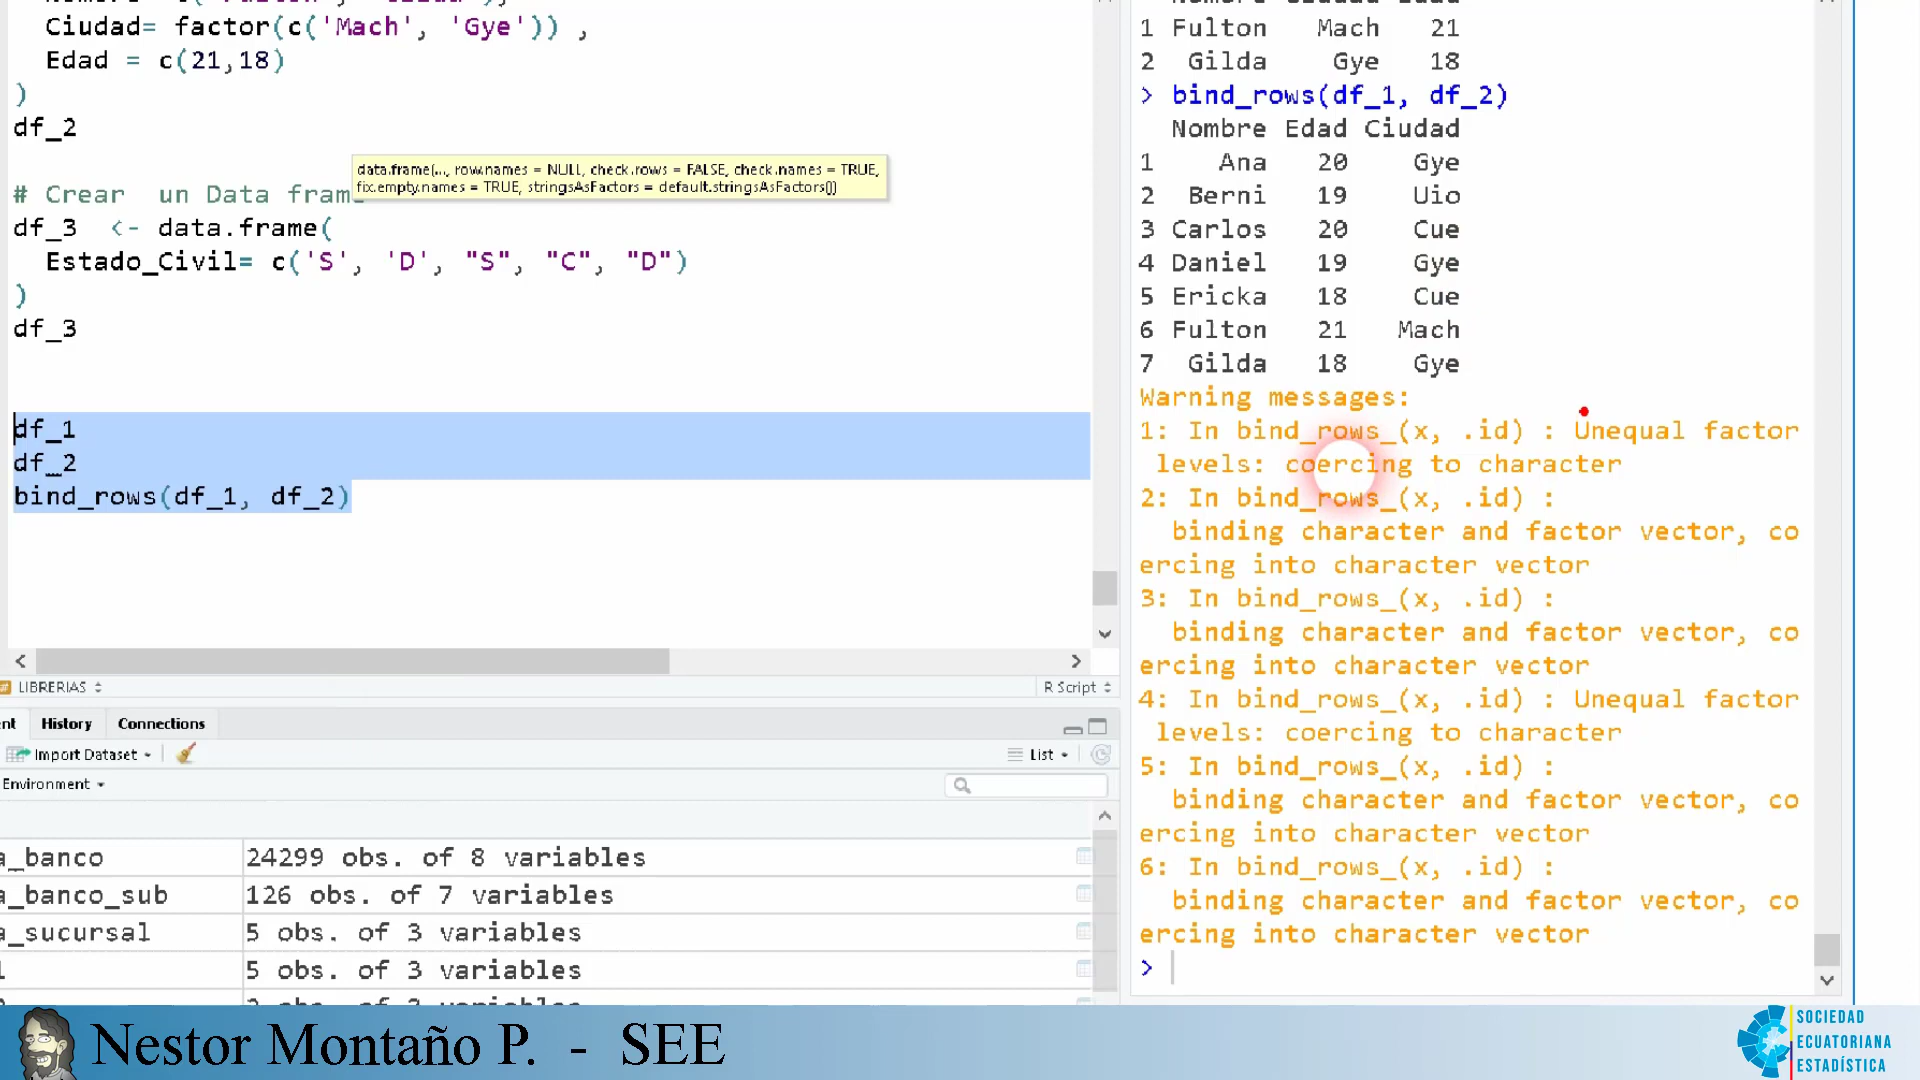 Ciudad= factor(c('Mach', 'Gye')) ,
Edad = c(21,18)
)
df_2
data.frame(..., row.names = NULL, check.rows = FALSE, check.names = TRUE,
fix.empty.names = TRUE, stringsAsFactors = default.stringsAsFactors())
# Crear  un Data fram
df_3  <- data.frame(
Estado_Civil= c('S', 'D', "S", "C", "D")
)
df_3
df_1
df_2
bind_rows(df_1, df_2)
LIBRERIAS
R Script
nt
History
Connections
Import Dataset
List
Environment
a_banco 24299 obs. of 8 variables
a_banco_sub 126 obs. of 7 variables
a_sucursal 5 obs. of 3 variables
5 obs. of 3 variables
1 Fulton Mach 21
2 Gilda Gye 18
> bind_rows(df_1, df_2)
Nombre Edad Ciudad
1 Ana 20 Gye
2 Berni 19 Uio
3 Carlos 20 Cue
4 Daniel 19 Gye
5 Ericka 18 Cue
6 Fulton 21 Mach
7 Gilda 18 Gye
Warning messages:
1: In bind_rows_(x, .id) : Unequal factor
levels: coercing to character
2: In bind_rows_(x, .id) :
binding character and factor vector, co
ercing into character vector
3: In bind_rows_(x, .id) :
binding character and factor vector, co
ercing into character vector
4: In bind_rows_(x, .id) : Unequal factor
levels: coercing to character
5: In bind_rows_(x, .id) :
binding character and factor vector, co
ercing into character vector
6: In bind_rows_(x, .id) :
binding character and factor vector, co
ercing into character vector
>
Nestor Montaño P. - SEE
SOCIEDAD
ECUATORIANA
ESTADÍSTICA